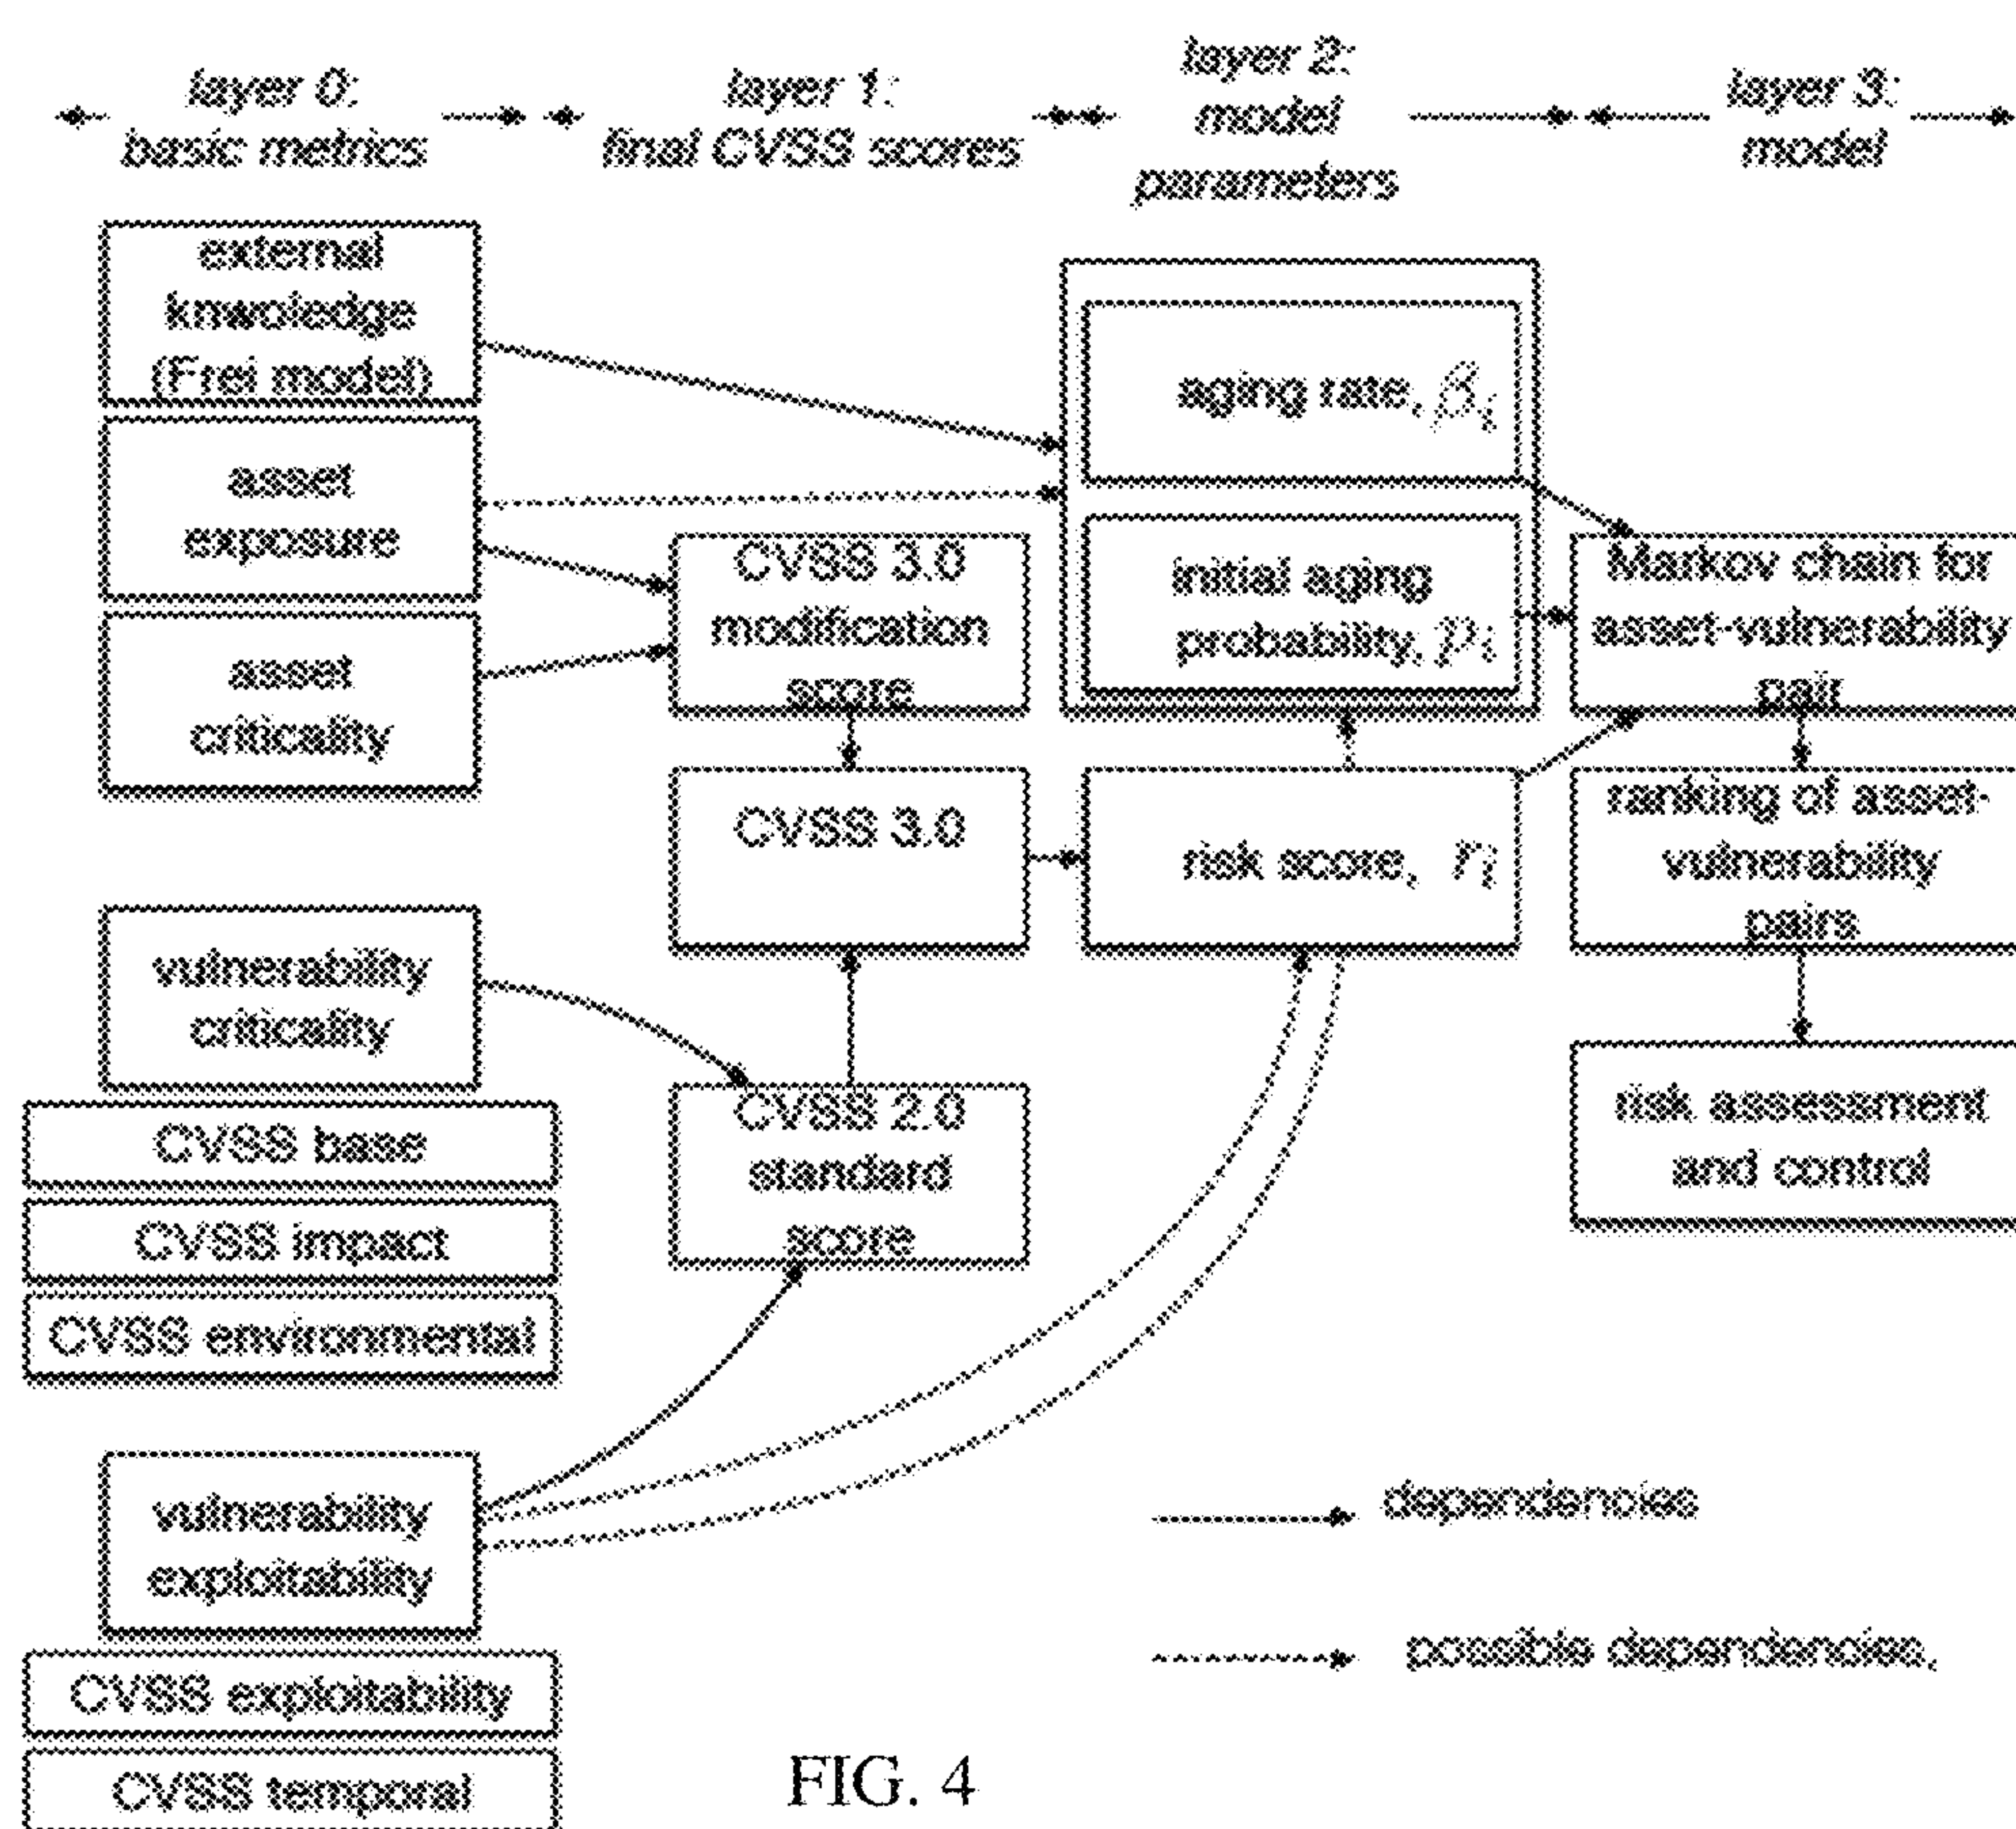 layer 0:
basic metrics
layer 1:
final CVSS scores
layer 2:
model
parameters
layer 3:
model
external
knwoledge
(Frei model)
asset
exposure
asset
criticality
vulnerability
criticality
CVSS base
CVSS impact
CVSS environmental
vulnerability
exploitability
CVSS exploitability
CVSS temporal
CVSS 3.0
modification
score
CVSS 3.0
CVSS 2.0
standard
score
aging rate, βi
initial aging
probability, pi
risk score, ri
Markov chain for
asset-vulnerability
pair
ranking of asset-
vulnerability
pairs
risk assessment
and control
dependencies
possible dependencies,
FIG. 4